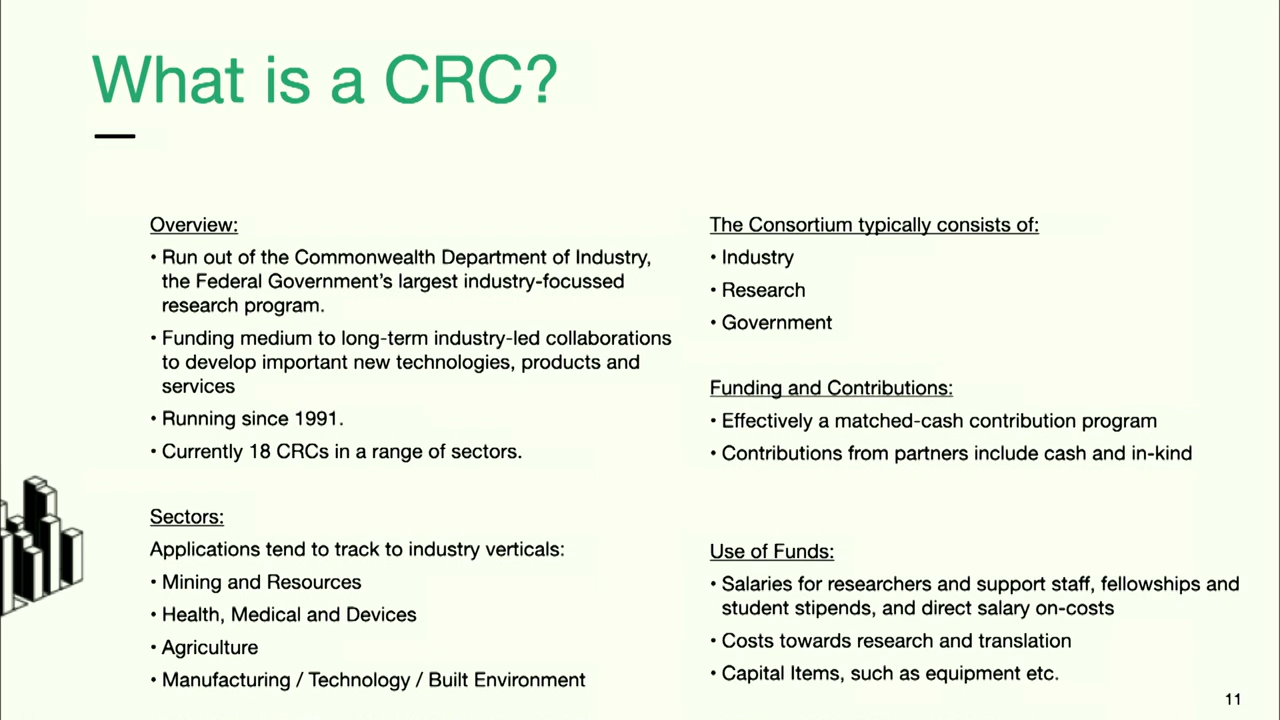 What is a CRC?
Overview:
• Run out of the Commonwealth Department of Industry,
the Federal Government's largest industry-focussed
research program.
• Funding medium to long-term industry-led collaborations
to develop important new technologies, products and
services
• Running since 1991.
• Currently 18 CRCs in a range of sectors.
Sectors:
Applications tend to track to industry verticals:
• Mining and Resources
• Health, Medical and Devices
• Agriculture
• Manufacturing / Technology / Built Environment
The Consortium typically consists of:
• Industry
• Research
• Government
Funding and Contributions:
• Effectively a matched-cash contribution program
• Contributions from partners include cash and in-kind
Use of Funds:
• Salaries for researchers and support staff, fellowships and
student stipends, and direct salary on-costs
• Costs towards research and translation
• Capital Items, such as equipment etc.
11